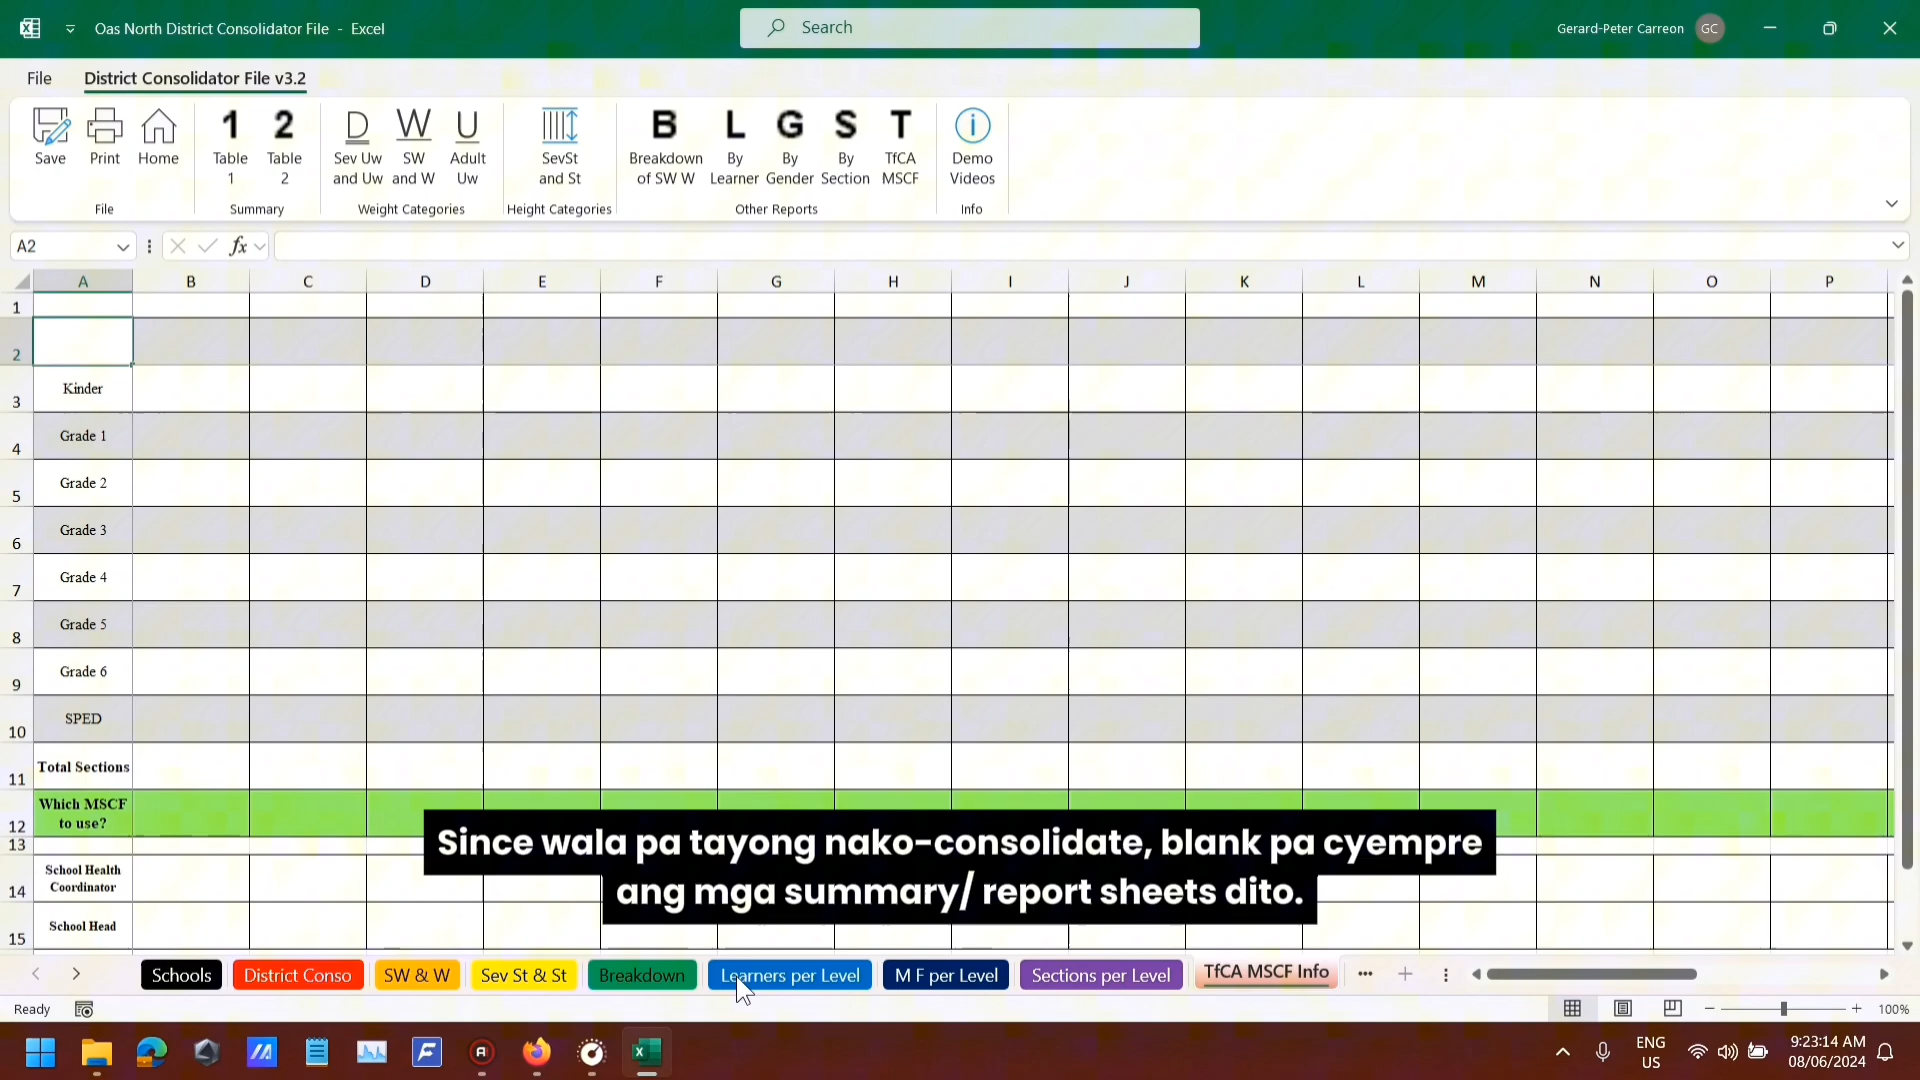 Oas North District Consolidator File - Excel
Search
Gerard-Peter Carreon GC
File District Consolidator File v3.2
1 2 D W U B L G S T
Save Print Home Table 1 Table 2 Sev Uw and Uw SW and W Adult Uw SevSt and St Breakdown of SW W By Learner By Gender By Section TfCA MSCF Demo Videos
File Summary Weight Categories Height Categories Other Reports Info
A2 fx
A B C D E F G H I J K L M N O P
1
2
3 Kinder
4 Grade 1
5 Grade 2
6 Grade 3
7 Grade 4
8 Grade 5
9 Grade 6
10 SPED
11 Total Sections
12 Which MSCF to use?
13
14 School Health Coordinator
15 School Head
Since wala pa tayong nako-consolidate, blank pa cyempre
ang mga summary/ report sheets dito.
Schools District Conso SW & W Sev St & St Breakdown Learners per Level M F per Level Sections per Level TfCA MSCF Info
Ready 100%
ENG US 9:23:14 AM
08/06/2024